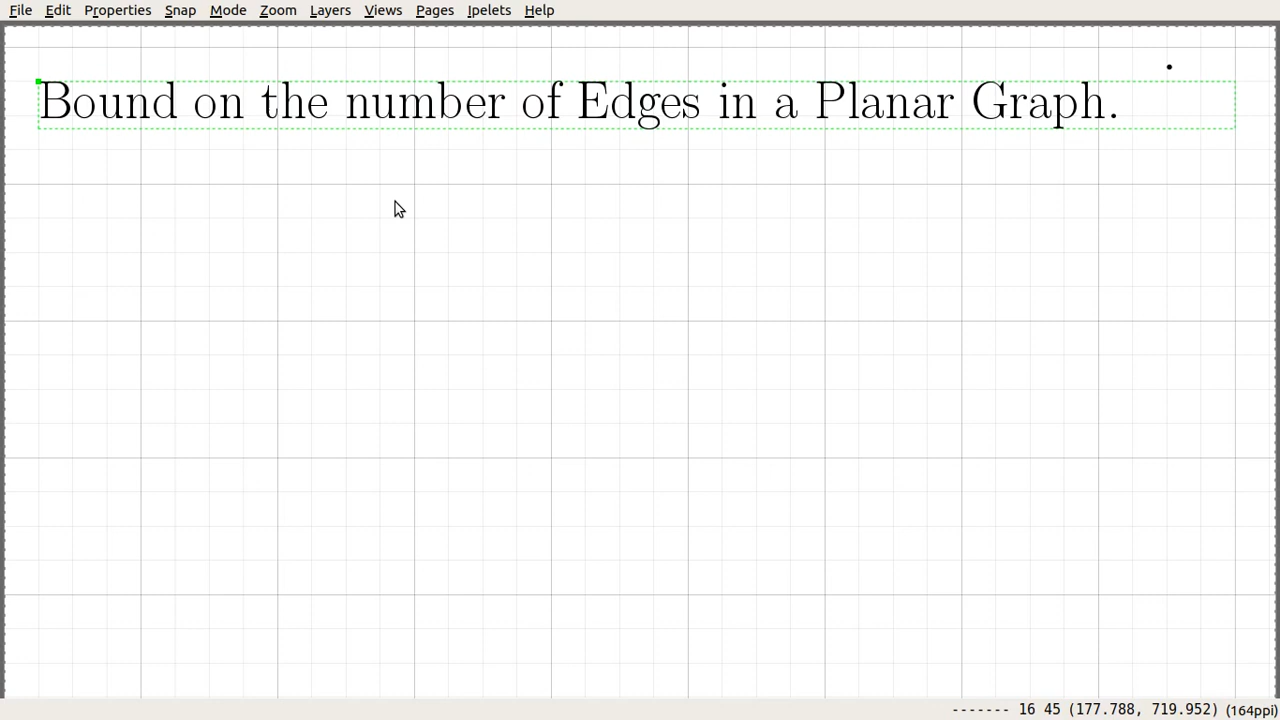 File Edit Properties Snap Mode Zoom Layers Views Pages Ipelets Help
Bound on the number of Edges in a Planar Graph.
------- 16 45 (177.788, 719.952) (164ppi)